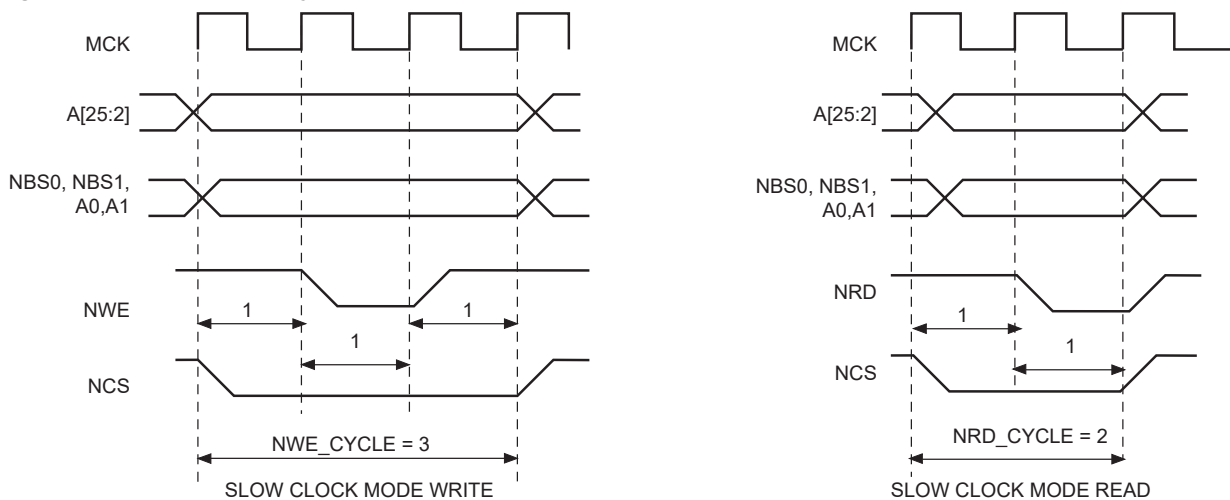 MCK
A[25:2]
NBS0, NBS1,
A0,A1
NWE
1
1
1
NCS
NWE_CYCLE = 3
SLOW CLOCK MODE WRITE
MCK
A[25:2]
NBS0, NBS1,
A0,A1
NRD
1
1
NCS
NRD_CYCLE = 2
SLOW CLOCK MODE READ